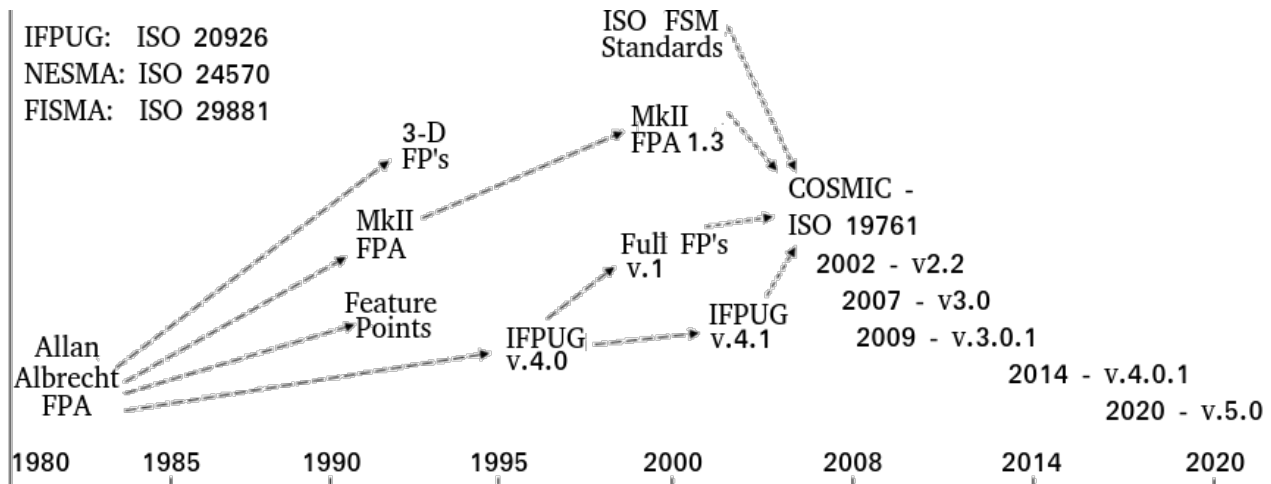 IFPUG: ISO 20926
NESMA: ISO 24570
FISMA: ISO 29881
ISO FSM
Standards
3-D
FP's
MkII
FPA 1.3
MkII
FPA
COSMIC -
ISO 19761
2002 - v2.2
2007 - v3.0
2009 - v.3.0.1
2014 - v.4.0.1
2020 - v.5.0
Full FP's
v.1
Feature
Points
IFPUG
v.4.0
IFPUG
v.4.1
Allan
Albrecht
FPA
1980 1985 1990 1995 2000 2008 2014 2020